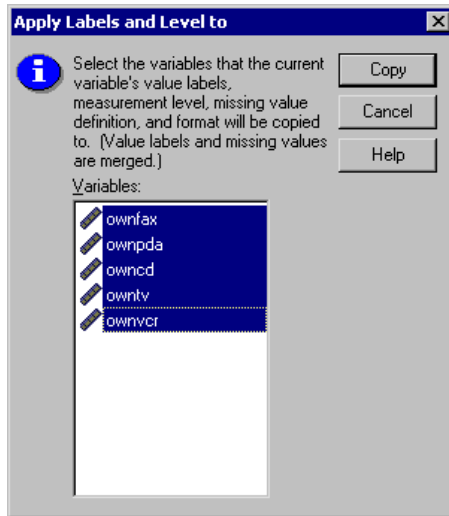 Apply Labels and Level to
Select the variables that the current
variable's value labels,
measurement level, missing value
definition, and format will be copied
to. (Value labels and missing values
are merged.)
Variables:
ownfax
ownpda
owncd
owntv
ownvcr
Copy
Cancel
Help